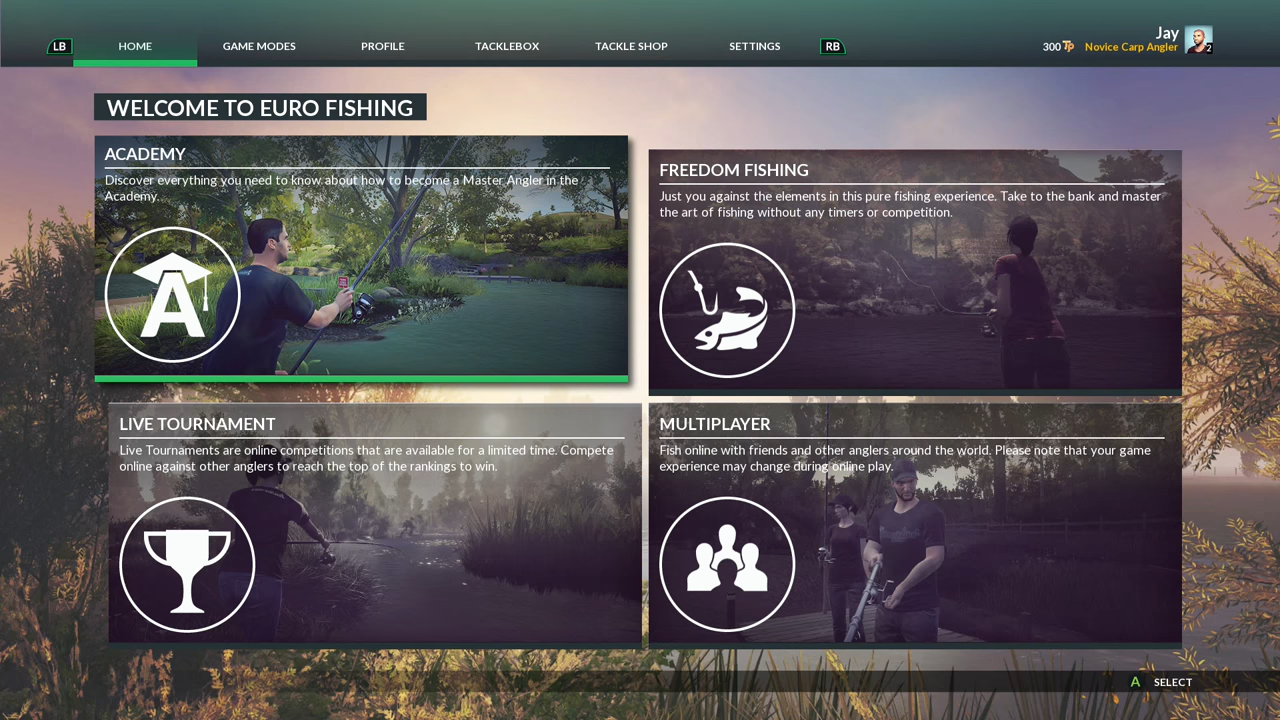 LB HOME GAME MODES PROFILE TACKLEBOX TACKLE SHOP SETTINGS RB
Jay
300 Tp Novice Carp Angler 2
WELCOME TO EURO FISHING
ACADEMY
Discover everything you need to know about how to become a Master Angler in the
Academy.
A
FREEDOM FISHING
Just you against the elements in this pure fishing experience. Take to the bank and master
the art of fishing without any timers or competition.
LIVE TOURNAMENT
Live Tournaments are online competitions that are available for a limited time. Compete
online against other anglers to reach the top of the rankings to win.
MULTIPLAYER
Fish online with friends and other anglers around the world. Please note that your game
experience may change during online play.
A SELECT